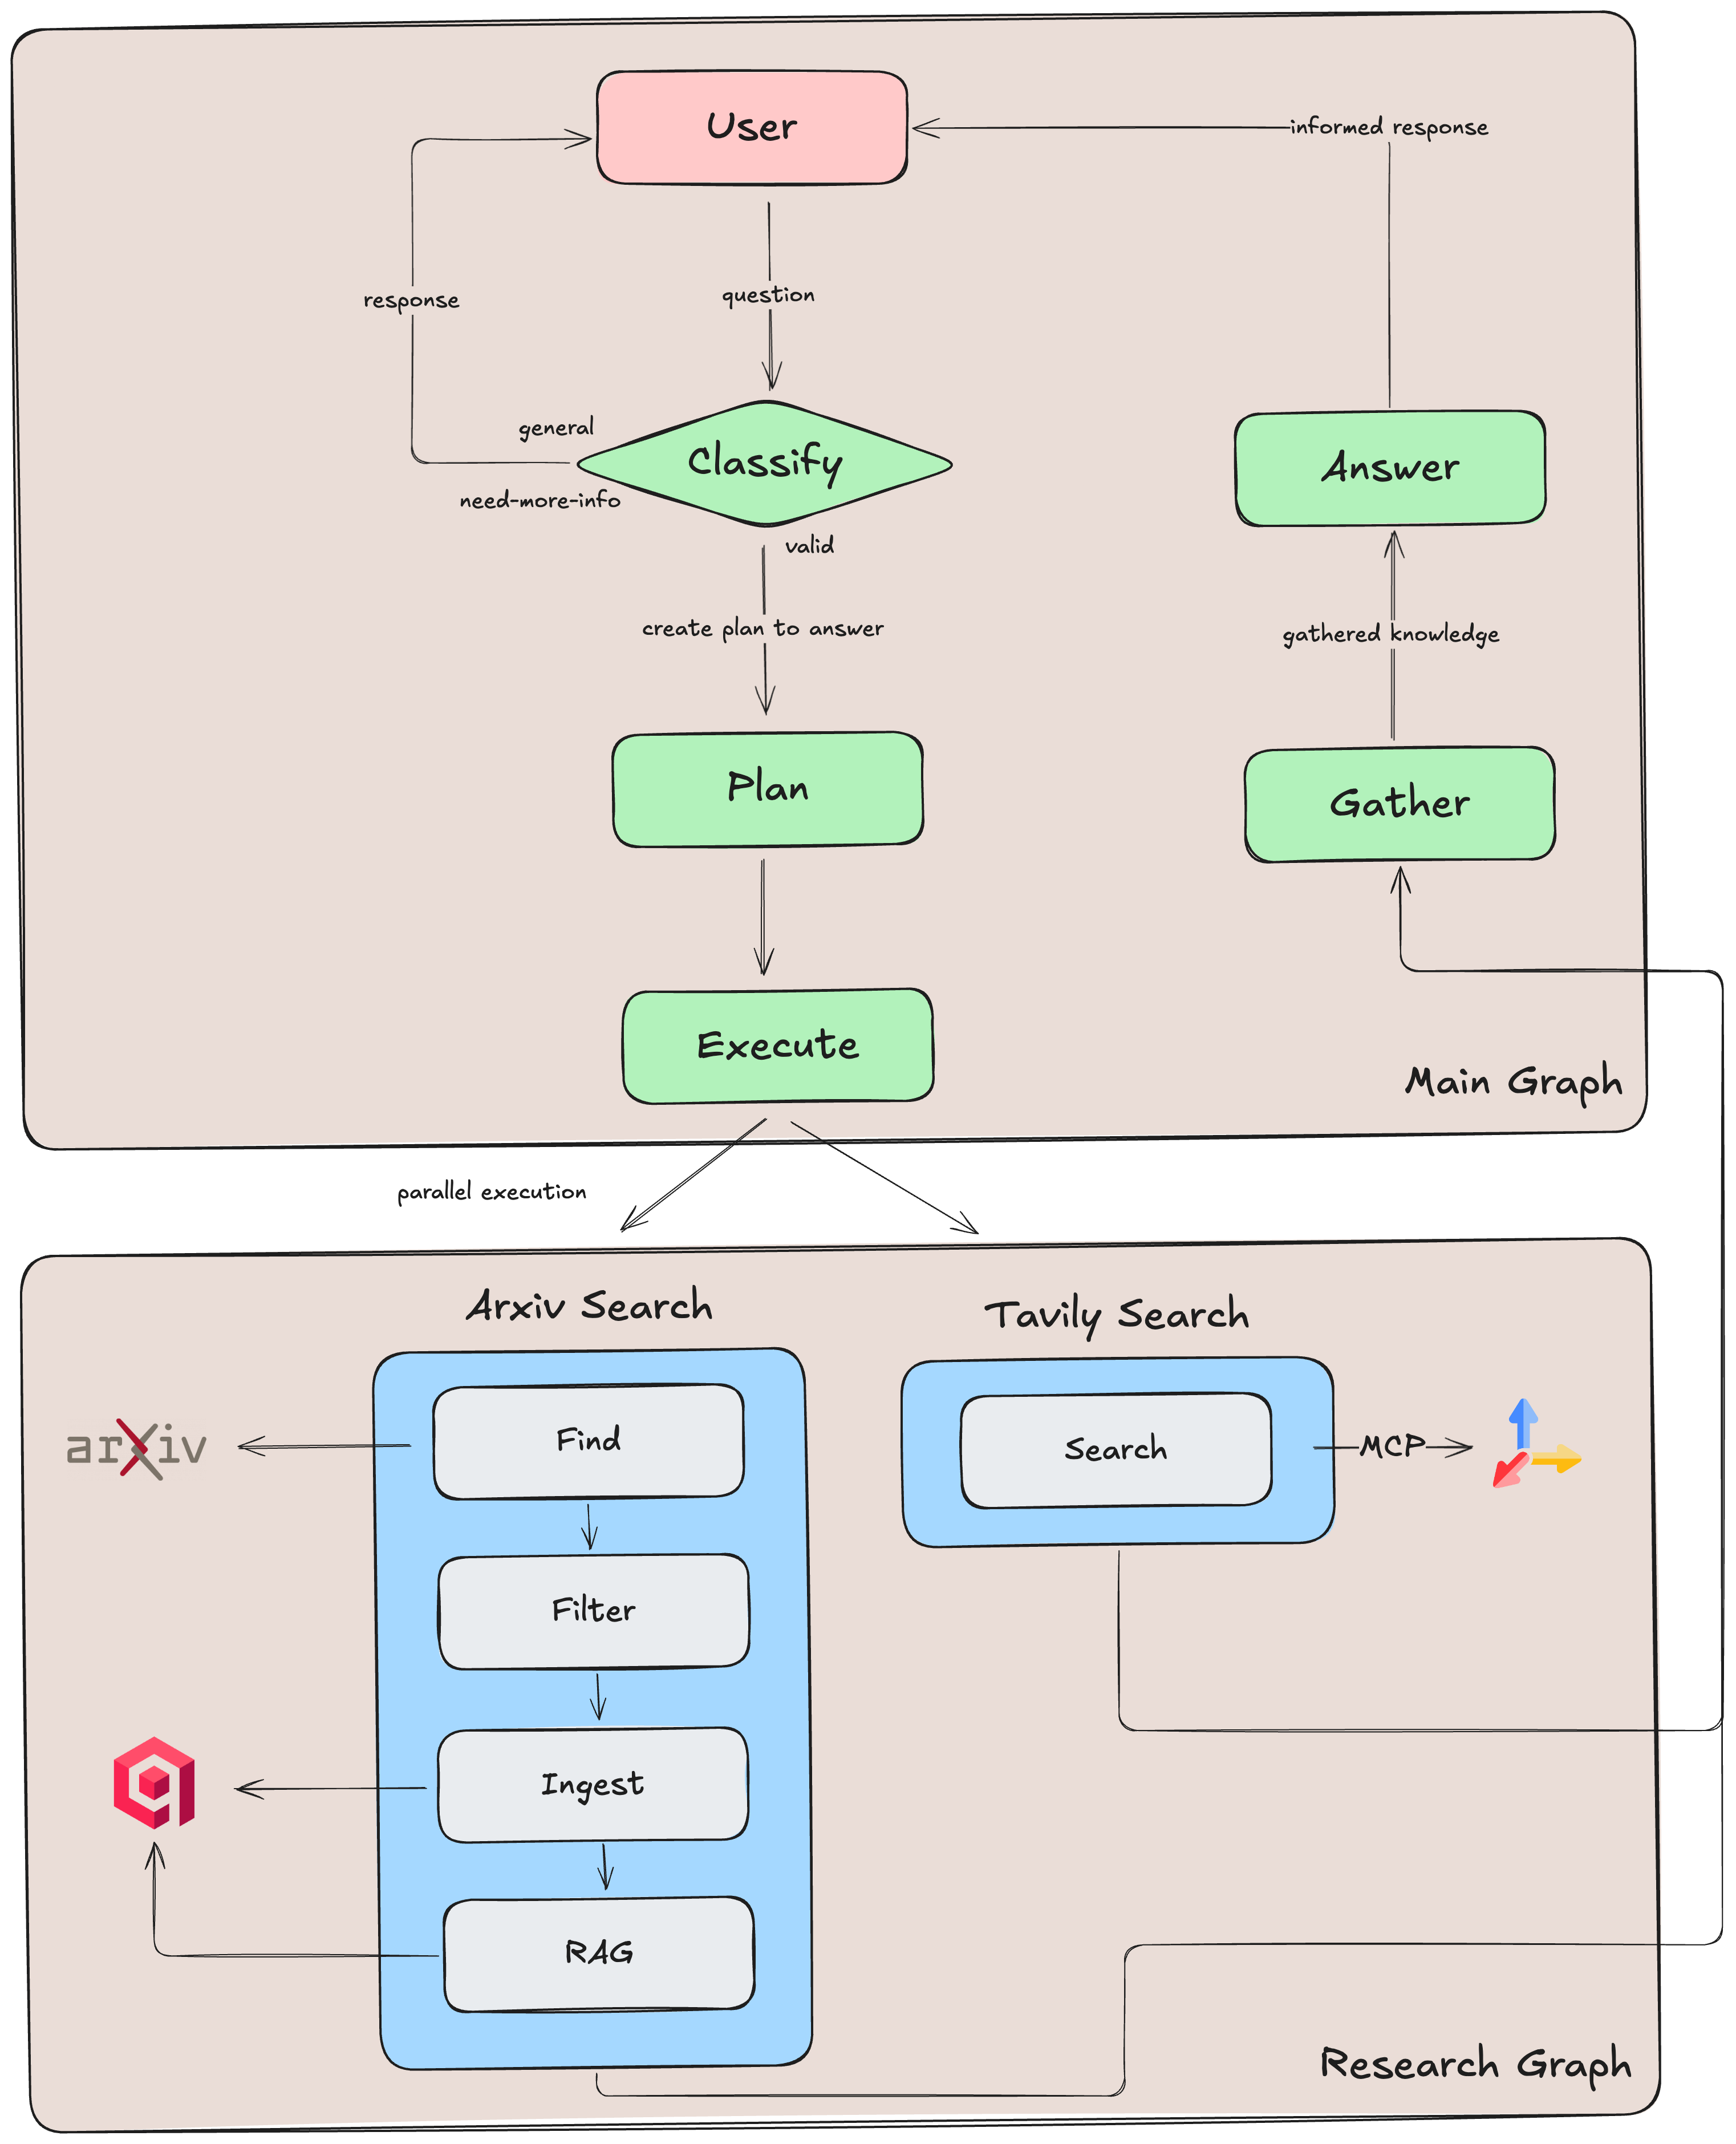 User
informed response
response
question
general
Classify
Answer
need-more-info
valid
create plan to answer
gathered knowledge
Plan
Gather
Execute
Main Graph
parallel execution
Arxiv Search
Tavily Search
arXiv
Find
Search
MCP
Filter
Ingest
RAG
Research Graph